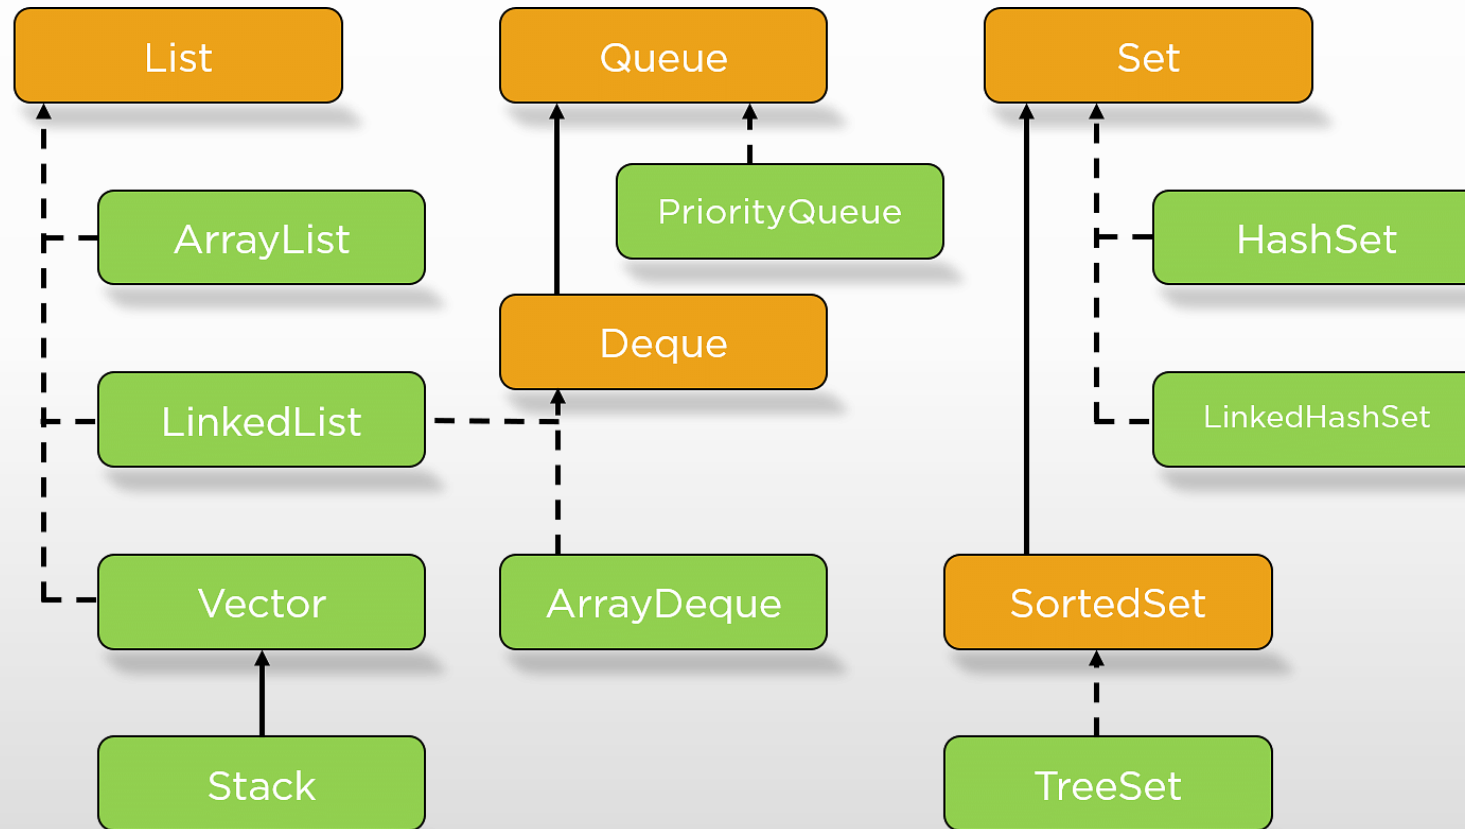 List
Queue
Set
ArrayList
PriorityQueue
HashSet
Deque
LinkedList
LinkedHashSet
Vector
ArrayDeque
SortedSet
Stack
TreeSet